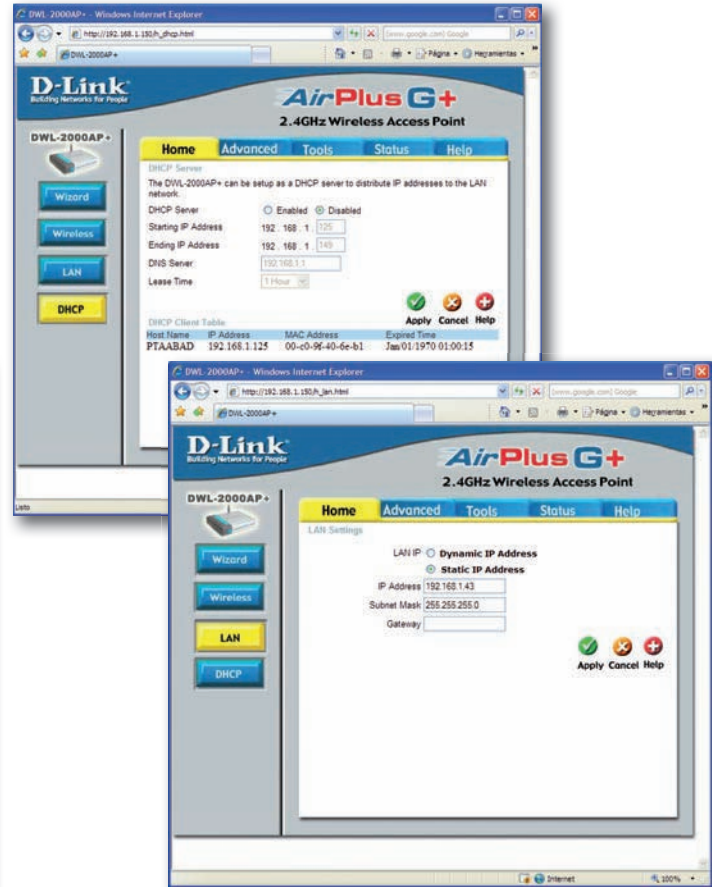 DWL-2000AP+ - Windows Internet Explorer
http://192.168.1.150/h_dhcp.html
[www.google.com] Google
DWL-2000AP+
Página
Herramientas
D-Link
Building Networks for People
AirPlus G+
2.4GHz Wireless Access Point
DWL-2000AP+
Home Advanced Tools Status Help
Wizard
Wireless
LAN
DHCP
DHCP Server
The DWL-2000AP+ can be setup as a DHCP server to distribute IP addresses to the LAN
network.
DHCP Server Enabled Disabled
Starting IP Address 192 . 168 . 1 . 125
Ending IP Address 192 . 168 . 1 . 149
DNS Server 192.168.1.1
Lease Time 1 Hour
Apply Cancel Help
DHCP Client Table
Host Name IP Address MAC Address Expired Time
PTAABAD 192.168.1.125 00-c0-9f-40-6e-b1 Jan/01/1970 01:00:15
Listo
DWL-2000AP+ - Windows Internet Explorer
http://192.168.1.150/h_lan.html
[www.google.com] Google
DWL-2000AP+
Página
Herramientas
D-Link
Building Networks for People
AirPlus G+
2.4GHz Wireless Access Point
DWL-2000AP+
Home Advanced Tools Status Help
Wizard
Wireless
LAN
DHCP
LAN Settings
LAN IP Dynamic IP Address
Static IP Address
IP Address 192.168.1.43
Subnet Mask 255.255.255.0
Gateway
Apply Cancel Help
Internet
100%